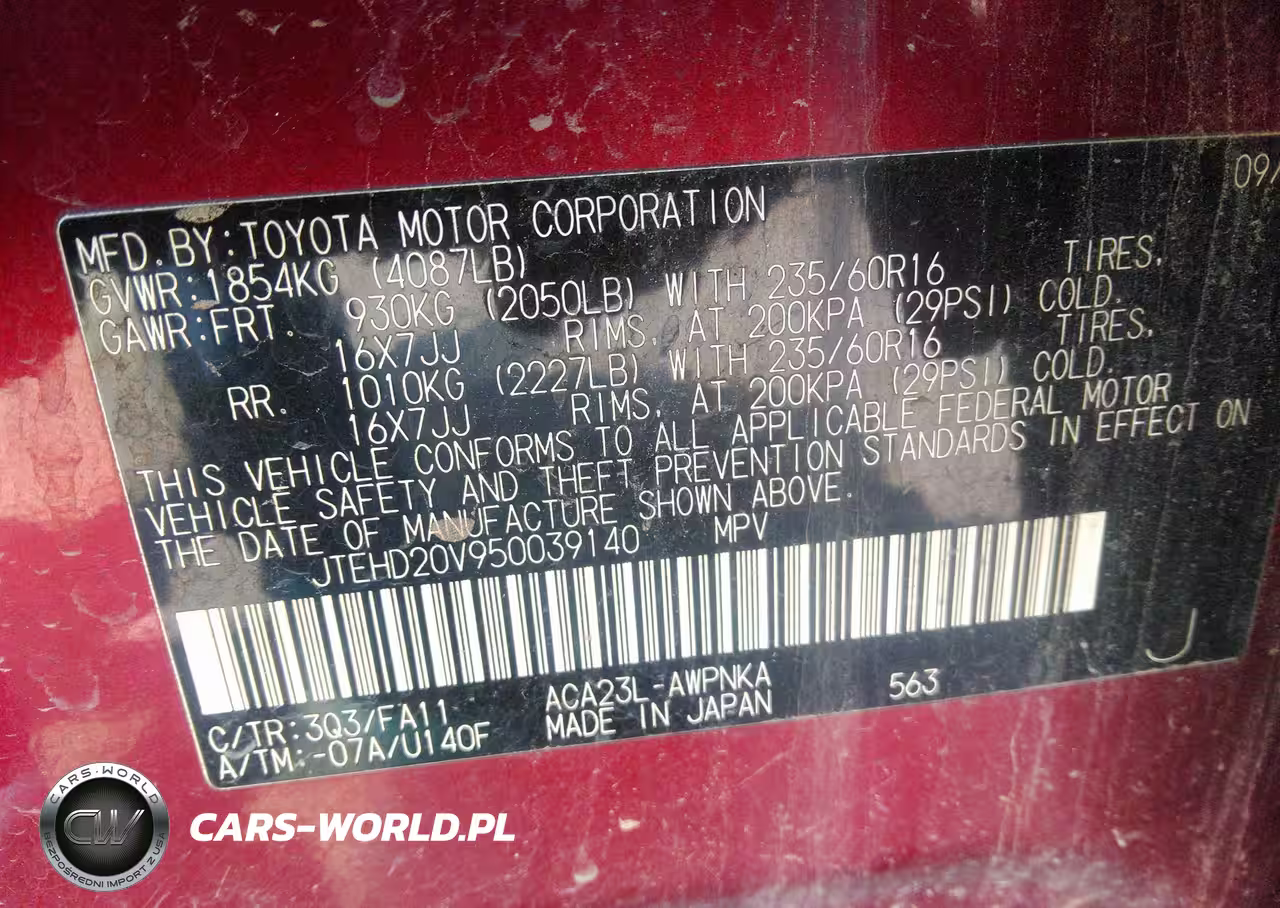 09/
MFD. BY: TOYOTA MOTOR CORPORATION
GVWR: 1854KG (4087LB)
GAWR: FRT. 930KG (2050LB) WITH 235/60R16 TIRES,
16X7JJ RIMS, AT 200KPA (29PSI) COLD.
RR. 1010KG (2227LB) WITH 235/60R16 TIRES,
16X7JJ RIMS, AT 200KPA (29PSI) COLD.
THIS VEHICLE CONFORMS TO ALL APPLICABLE FEDERAL MOTOR
VEHICLE SAFETY AND THEFT PREVENTION STANDARDS IN EFFECT ON
THE DATE OF MANUFACTURE SHOWN ABOVE.
JTEHD20V950039140 MPV
C/TR: 3Q3/FA11 ACA23L-AWPNKA 563 J
A/TM: -07A/U140F MADE IN JAPAN
CARS-WORLD
CW
BEZPOŚREDNI IMPORT Z USA
CARS-WORLD.PL